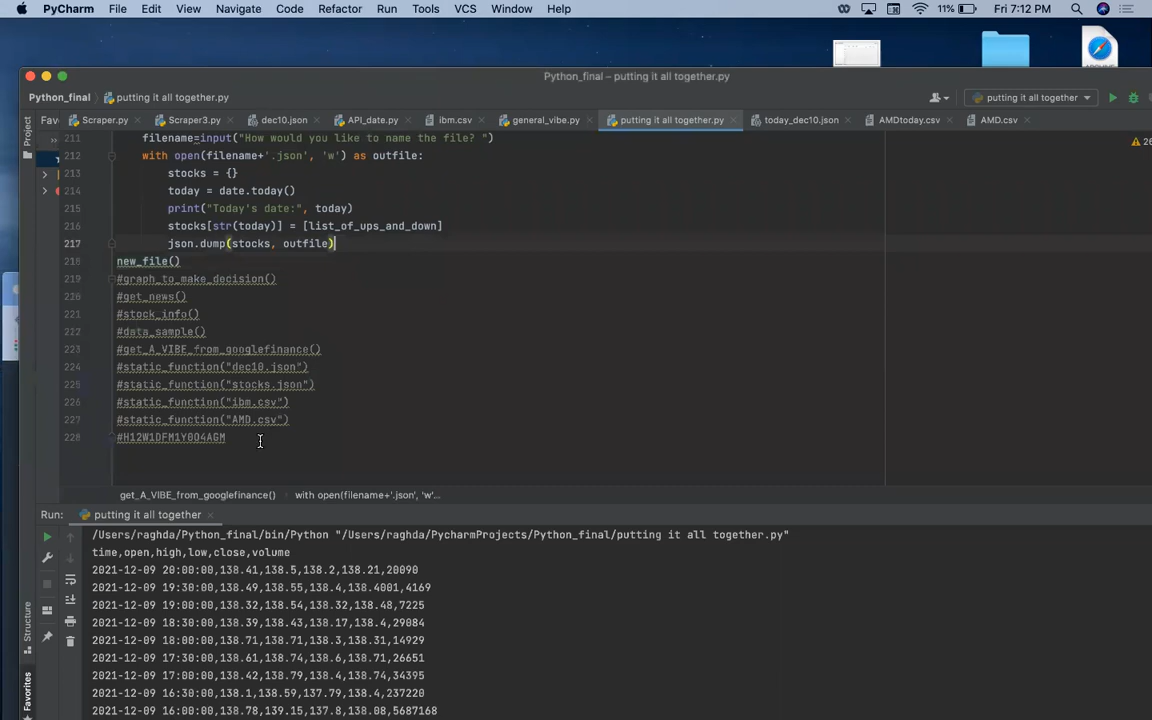 PyCharm File Edit View Navigate Code Refactor Run Tools VCS Window Help 11% Fri 7:12 PM
Python_final – putting it all together.py
Python_final putting it all together.py putting it all together
Fav Scraper.py Scraper3.py dec10.json API_date.py ibm.csv general_vibe.py putting it all together.py today_dec10.json AMDtoday.csv AMD.csv
Project
211 filename=input("How would you like to name the file? ")
212 with open(filename+'.json', 'w') as outfile:
213 stocks = {}
214 today = date.today()
215 print("Today's date:", today)
216 stocks[str(today)] = [list_of_ups_and_down]
217 json.dump(stocks, outfile)
218 new_file()
219 #graph_to_make_decision()
220 #get_news()
221 #stock_info()
222 #data_sample()
223 #get_A_VIBE_from_googlefinance()
224 #static_function("dec10.json")
225 #static_function("stocks.json")
226 #static_function("ibm.csv")
227 #static_function("AMD.csv")
228 #H12W1DFM1Y0Q4AGM
get_A_VIBE_from_googlefinance() with open(filename+'.json', 'w'...
Run: putting it all together
/Users/raghda/Python_final/bin/Python "/Users/raghda/PycharmProjects/Python_final/putting it all together.py"
time,open,high,low,close,volume
2021-12-09 20:00:00,138.41,138.5,138.2,138.21,20090
2021-12-09 19:30:00,138.49,138.55,138.4,138.4001,4169
2021-12-09 19:00:00,138.32,138.54,138.32,138.48,7225
2021-12-09 18:30:00,138.39,138.43,138.17,138.4,29084
2021-12-09 18:00:00,138.71,138.71,138.3,138.31,14929
2021-12-09 17:30:00,138.61,138.74,138.6,138.71,26651
2021-12-09 17:00:00,138.42,138.79,138.4,138.74,34395
2021-12-09 16:30:00,138.1,138.59,137.79,138.4,237220
2021-12-09 16:00:00,138.78,139.15,137.8,138.08,5687168
Structure
Favorites